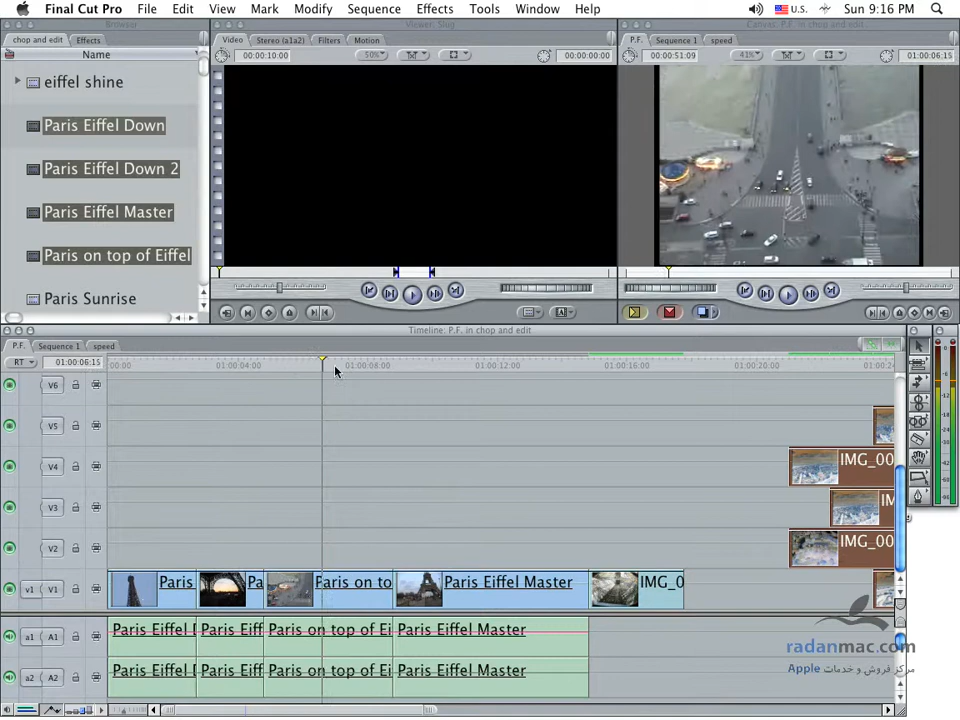 Final Cut Pro File Edit View Mark Modify Sequence Effects Tools Window Help U.S. Sun 9:16 PM
Browser
Viewer: Slug
Canvas: P.F. in chop and edit
chop and edit Effects
Video Stereo (a1a2) Filters Motion
P.F. Sequence 1 speed
Name
00:00:10:00 50% 00:00:00:00
00:00:51:09 41% 01:00:06:15
eiffel shine
Paris Eiffel Down
Paris Eiffel Down 2
Paris Eiffel Master
Paris on top of Eiffel
Paris Sunrise
Timeline: P.F. in chop and edit
P.F. Sequence 1 speed
RT 01:00:06:15 00:00 01:00:04:00 01:00:08:00 01:00:12:00 01:00:16:00 01:00:20:00 01:00:24
V6
V5
V4 IMG_00
V3 IM
V2 IMG_00
v1 V1 Paris Pa Paris on to Paris Eiffel Master IMG_0
a1 A1 Paris Eiffel D Paris Eiff Paris on top of Ei Paris Eiffel Master
a2 A2 Paris Eiffel D Paris Eiff Paris on top of Ei Paris Eiffel Master
radanmac.com
مرکز فروش و خدمات Apple